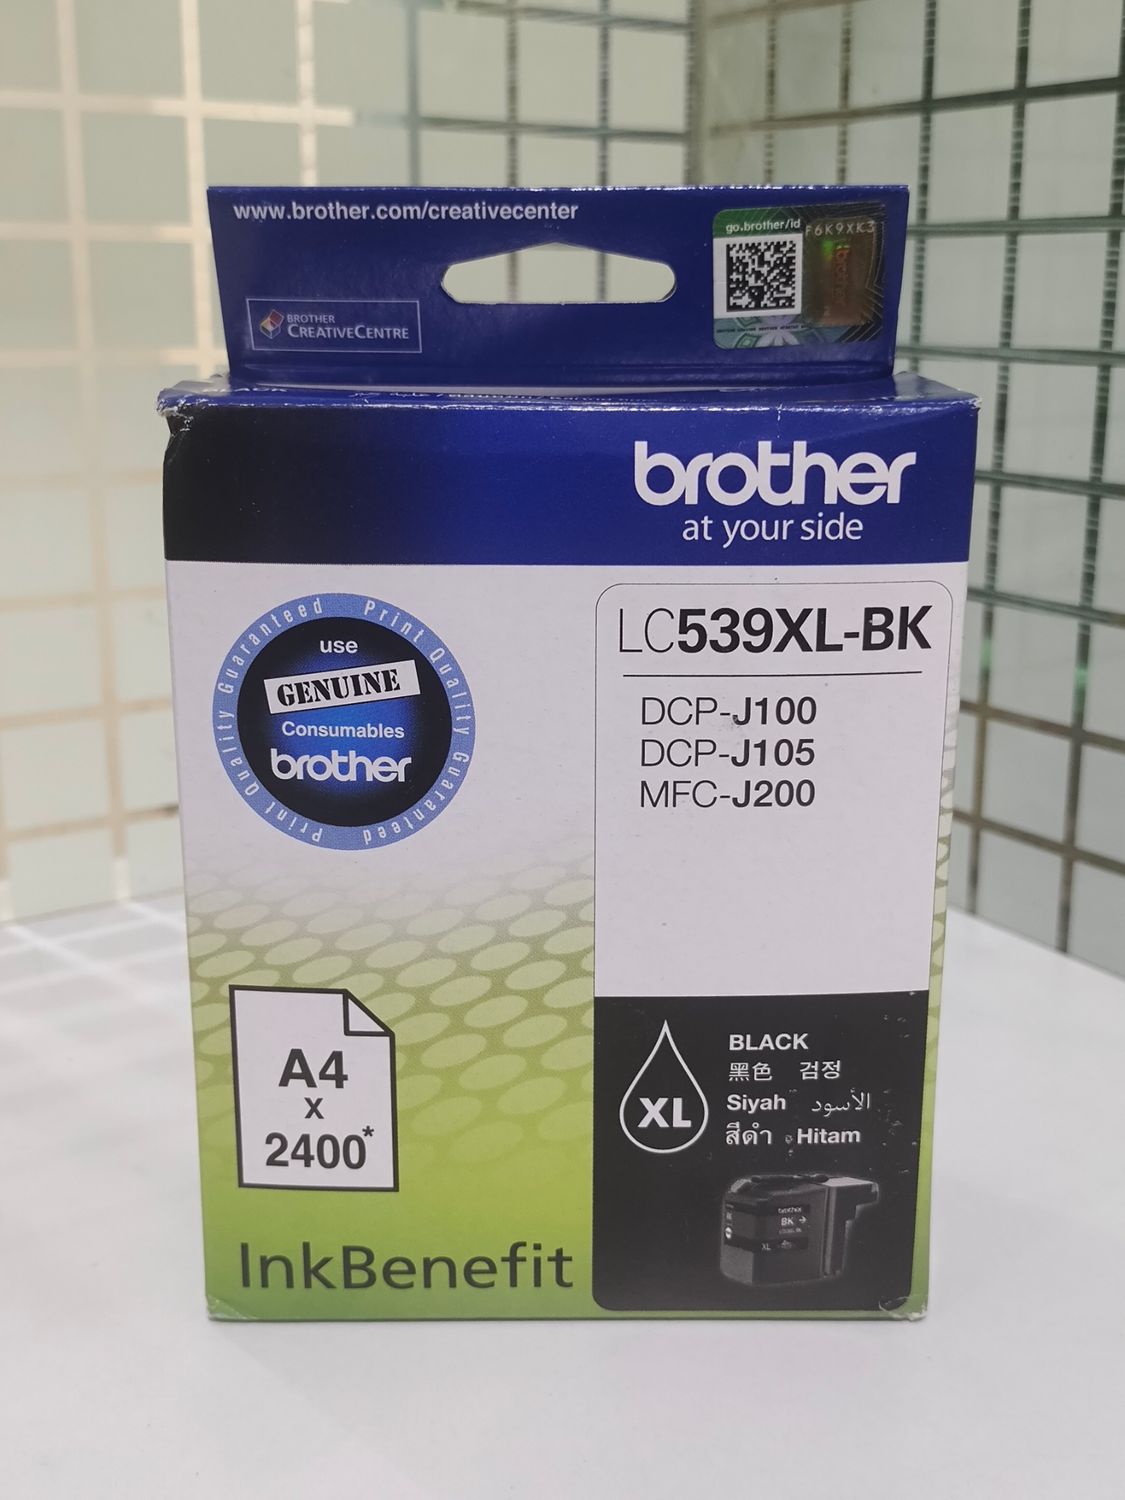 www.brother.com/creativecenter
go.brother/id
F6K9XK3
brother
BROTHER
CREATIVECENTRE
brother
at your side
Print Quality Guaranteed
Print Quality Guaranteed
use
GENUINE
Consumables
brother
LC539XL-BK
DCP-J100
DCP-J105
MFC-J200
A4
x
2400*
XL
BLACK
黑色 검정
Siyah الأسود
สีดำ Hitam
brother
BK
XL
InkBenefit